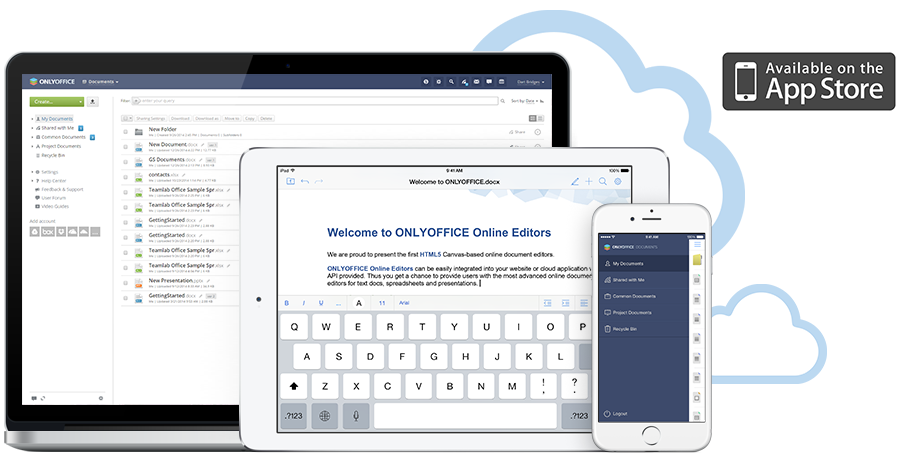 Available on the
App Store
ONLYOFFICE
Documents
Dan Bridges
Create...
Filter:
enter your query
Sort by: Date
My Documents
Shared with Me
Common Documents
Project Documents
Recycle Bin
Settings
Help Center
Feedback & Support
User Forum
Video Guides
Add account
box
Sharing Settings
Download
Download as
Move to
Copy
Delete
New Folder
Share
New Document.docx
GS Documents
contacts
Teamlab Office Sample Spr
Teamlab Office Sample Spr
GettingStarted.docx
GettingStarted
Teamlab Office Sample Spr
Teamlab Office Sample Spr
New Presentation.pptx
GettingStarted.docx
iPad
9:41 AM
100%
Welcome to ONLYOFFICE.docx
Welcome to ONLYOFFICE Online Editors
We are proud to present the first HTML5 Canvas-based online document editors.
ONLYOFFICE Online Editors can be easily integrated into your website or cloud application
API provided. Thus you get a chance to provide users with the most advanced online
editors for text docs, spreadsheets and presentations.
B I U ... A 11 Arial
Q W E R T Y U I O P
A S D F G H J K L
Z X C V B N M ! , ? .
.?123 .?123
9:41 AM
100%
ONLYOFFICE DOCUMENTS
My Documents
Shared with Me
Common Documents
Project Documents
Recycle Bin
Logout